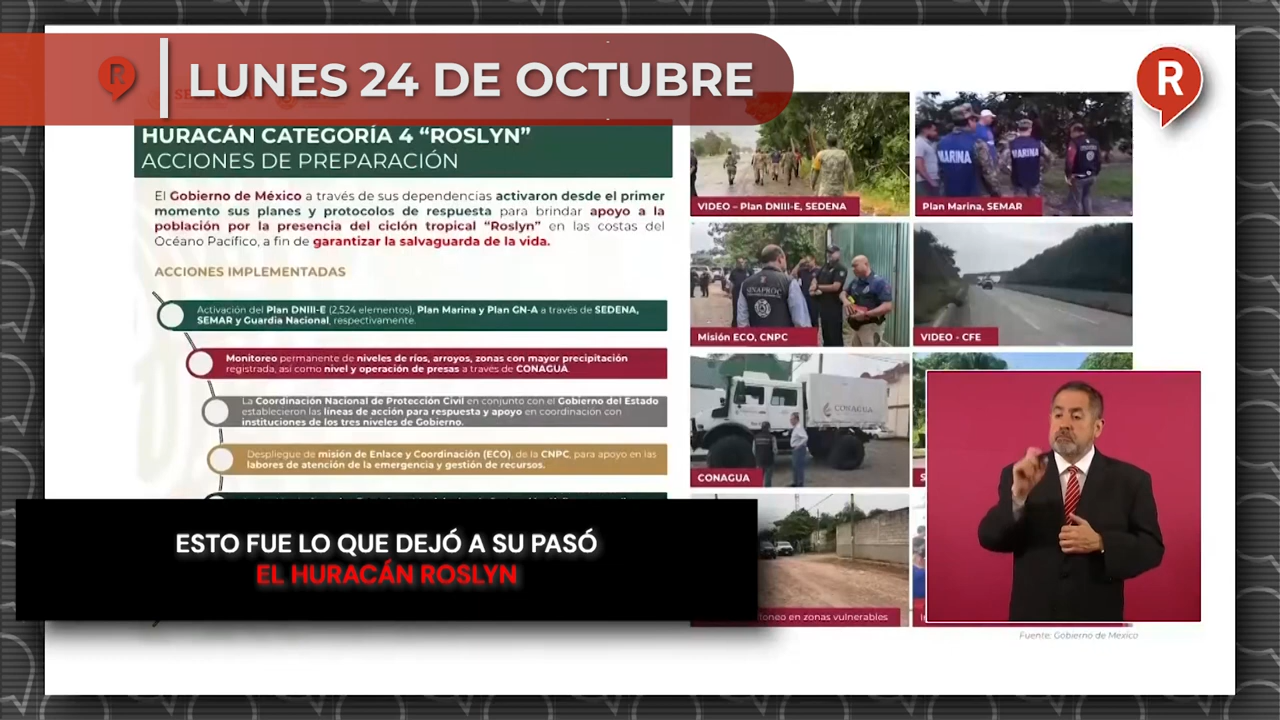 LUNES 24 DE OCTUBRE
R
R
HURACÁN CATEGORÍA 4 “ROSLYN”
ACCIONES DE PREPARACIÓN
El Gobierno de México a través de sus dependencias activaron desde el primer
momento sus planes y protocolos de respuesta para brindar apoyo a la
población por la presencia del ciclón tropical “Roslyn” en las costas del
Océano Pacífico, a fin de garantizar la salvaguarda de la vida.
ACCIONES IMPLEMENTADAS
Activación del Plan DNIII-E (2,524 elementos), Plan Marina y Plan GN-A a través de SEDENA,
SEMAR y Guardia Nacional, respectivamente.
Monitoreo permanente de niveles de ríos, arroyos, zonas con mayor precipitación
registrada, así como nivel y operación de presas a través de CONAGUA.
La Coordinación Nacional de Protección Civil en conjunto con el Gobierno del Estado
establecieron las líneas de acción para respuesta y apoyo en coordinación con
instituciones de los tres niveles de Gobierno.
Despliegue de misión de Enlace y Coordinación (ECO), de la CNPC, para apoyo en las
labores de atención de la emergencia y gestión de recursos.
VIDEO – Plan DNIII-E, SEDENA
MARINA
MARINA
Plan Marina, SEMAR
SINAPROC
Misión ECO, CNPC
VIDEO - CFE
CONAGUA
CONAGUA
en zonas vulnerables
Fuente: Gobierno de Mexico
ESTO FUE LO QUE DEJÓ A SU PASÓ
EL HURACÁN ROSLYN